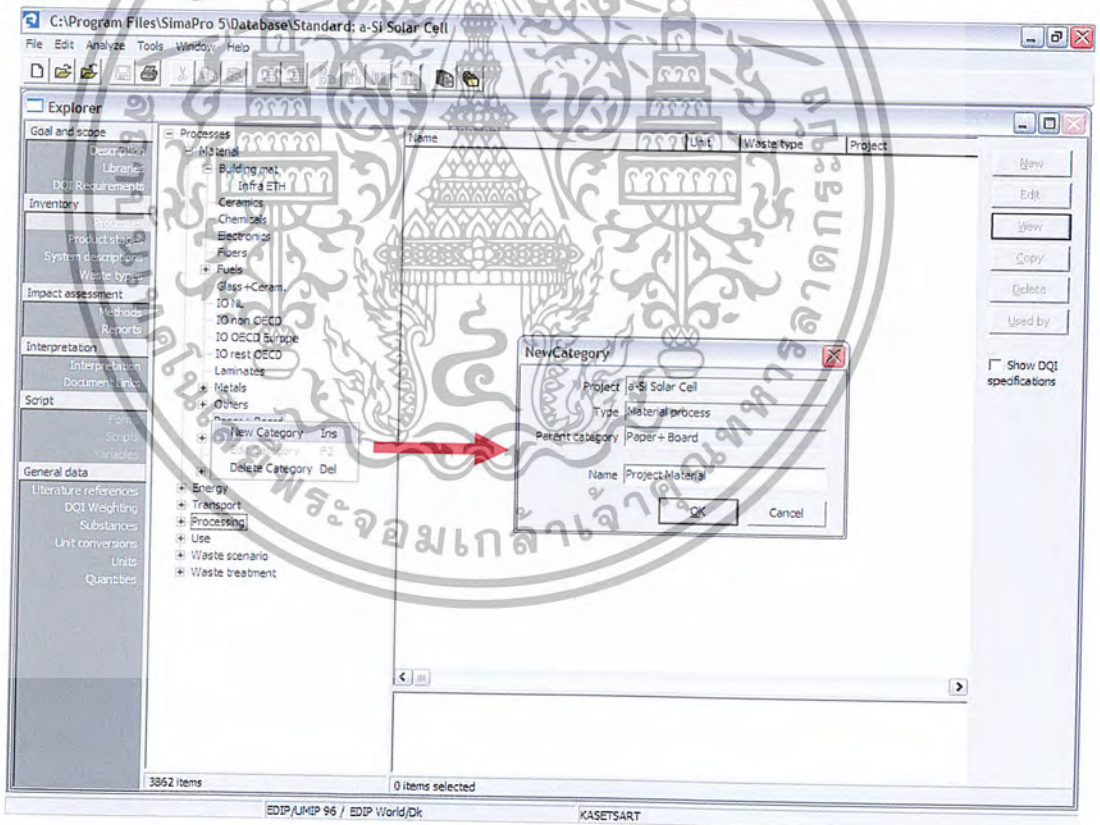 C:\Program Files\SimaPro 5\Database\Standard; a-Si Solar Cell
File Edit Analyze Tools Window Help
Explorer
Goal and scope
Description
Libraries
DQI Requirements
Inventory
Processes
Product stages
System descriptions
Waste types
Impact assessment
Methods
Reports
Interpretation
Interpretation
Document Links
Script
Scripts
Variables
General data
Literature references
DQI Weighting
Substances
Unit conversions
Units
Quantities
Processes
Material
Building mat
Infra ETH
Ceramics
Chemicals
Electronics
Fibers
Fuels
Glass+Ceram.
IO NL
IO non OECD
IO OECD Europe
IO rest OECD
Laminates
Metals
Others
Paper+ Board
New Category Ins
Edit Category F2
Delete Category Del
Energy
Transport
Processing
Use
Waste scenario
Waste treatment
3862 items
Name Unit Waste type Project
NewCategory
Project a-Si Solar Cell
Type Material process
Parent category Paper+ Board
Name Project Material
OK Cancel
New
Edit
View
Copy
Delete
Used by
Show DQI
specifications
0 items selected
EDIP/UMIP 96 / EDIP World/Dk
KASETSART